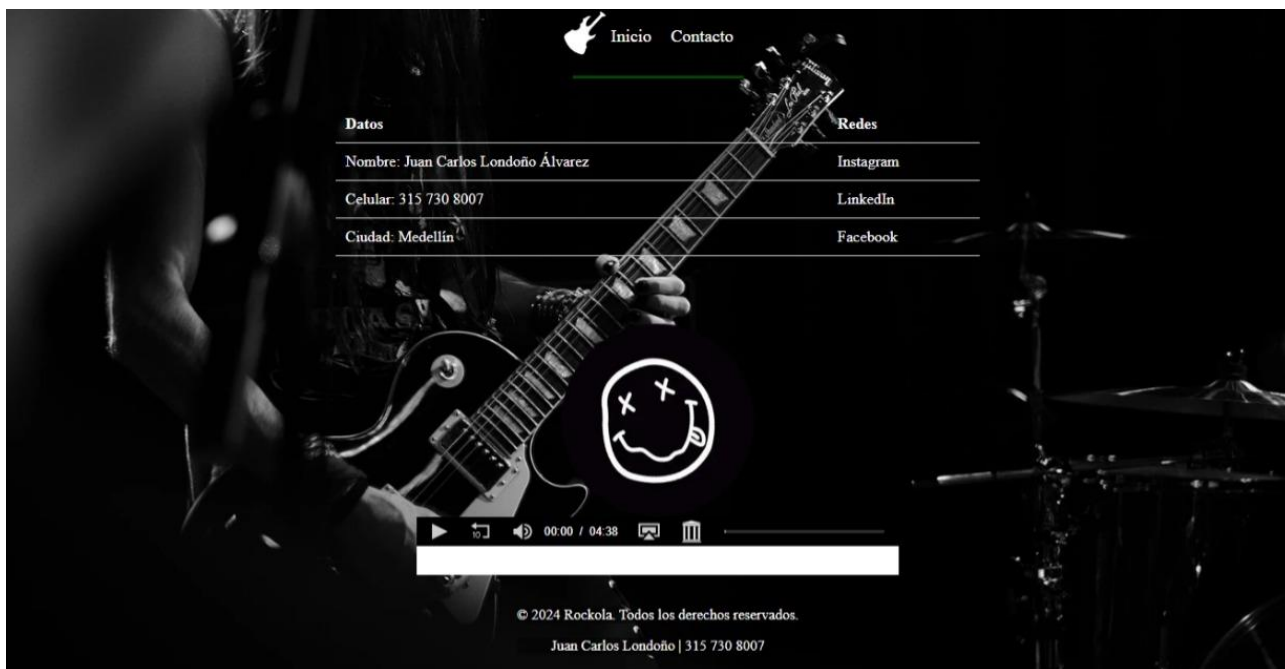 Inicio Contacto
Datos Redes
Nombre: Juan Carlos Londoño Álvarez Instagram
Celular: 315 730 8007 LinkedIn
Ciudad: Medellín Facebook
10
00:00 / 04:38
© 2024 Rockola. Todos los derechos reservados.
Juan Carlos Londoño | 315 730 8007